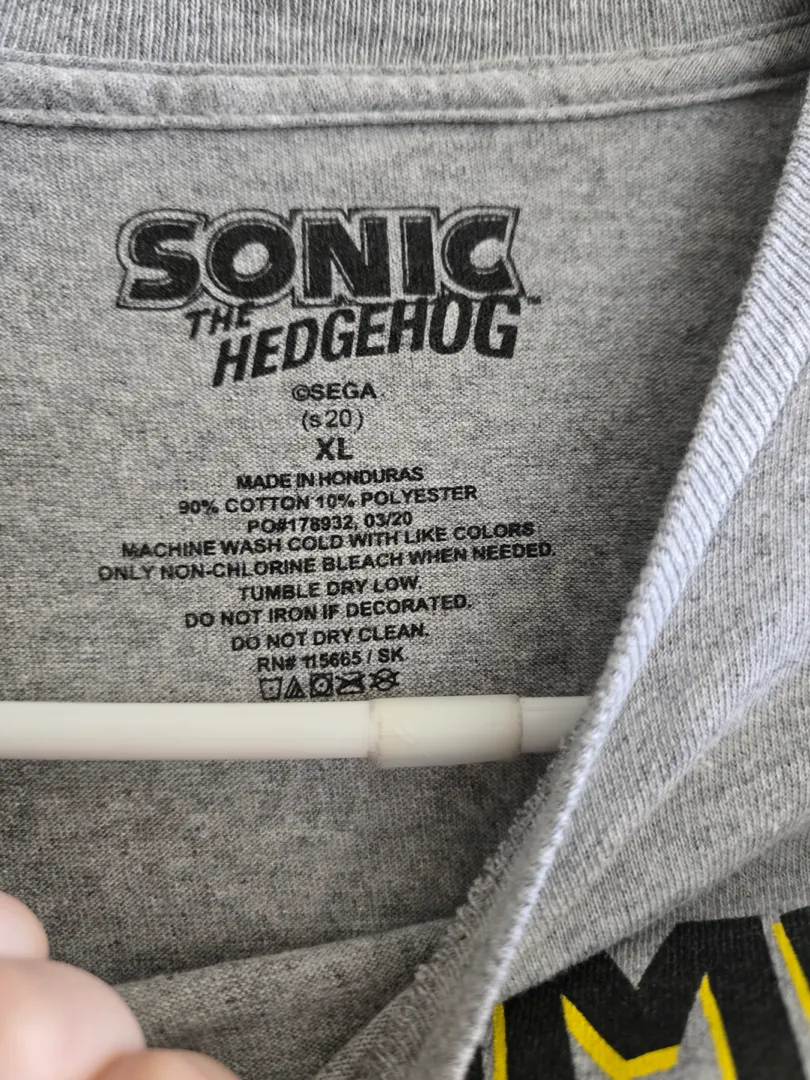 SONIC
THE
HEDGEHOG™
©SEGA
(s20)
XL
MADE IN HONDURAS
90% COTTON 10% POLYESTER
PO#178932, 03/20
MACHINE WASH COLD WITH LIKE COLORS
ONLY NON-CHLORINE BLEACH WHEN NEEDED.
TUMBLE DRY LOW.
DO NOT IRON IF DECORATED.
DO NOT DRY CLEAN.
RN# 115665 / SK